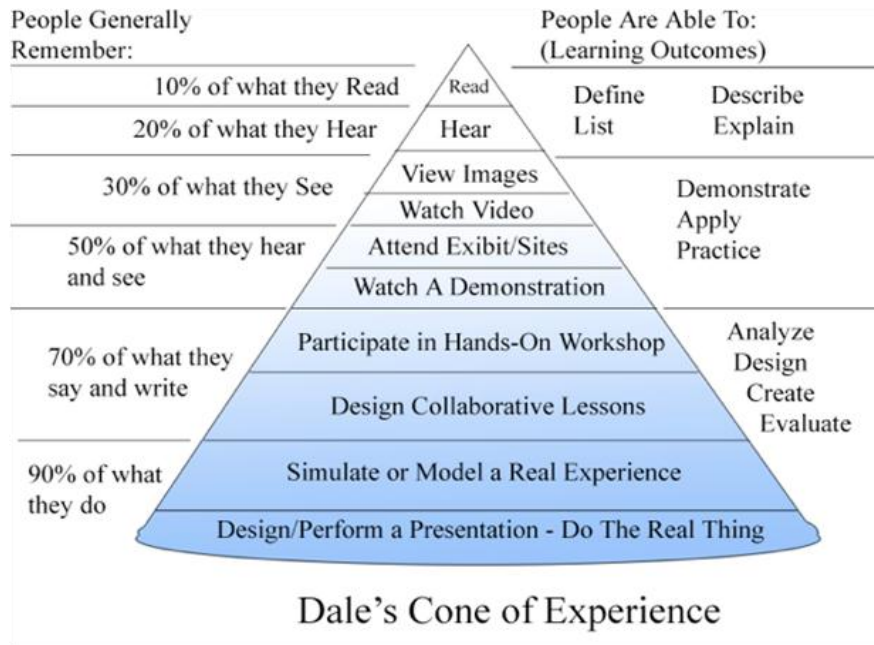 People Generally
Remember:
10% of what they Read
20% of what they Hear
30% of what they See
50% of what they hear
and see
70% of what they
say and write
90% of what
they do
Read
Hear
View Images
Watch Video
Attend Exibit/Sites
Watch A Demonstration
Participate in Hands-On Workshop
Design Collaborative Lessons
Simulate or Model a Real Experience
Design/Perform a Presentation - Do The Real Thing
People Are Able To:
(Learning Outcomes)
Define Describe
List Explain
Demonstrate
Apply
Practice
Analyze
Design
Create
Evaluate
Dale's Cone of Experience